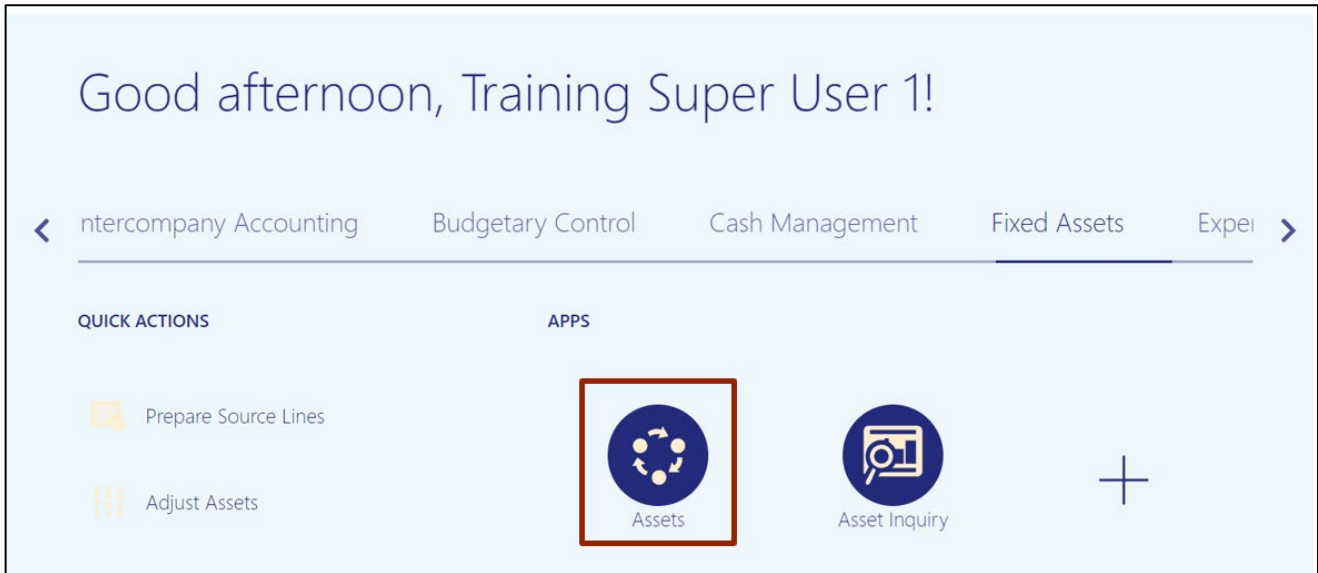 Good afternoon, Training Super User 1!
ntercompany Accounting Budgetary Control Cash Management Fixed Assets Expe
QUICK ACTIONS APPS
Prepare Source Lines
Adjust Assets
Assets Asset Inquiry